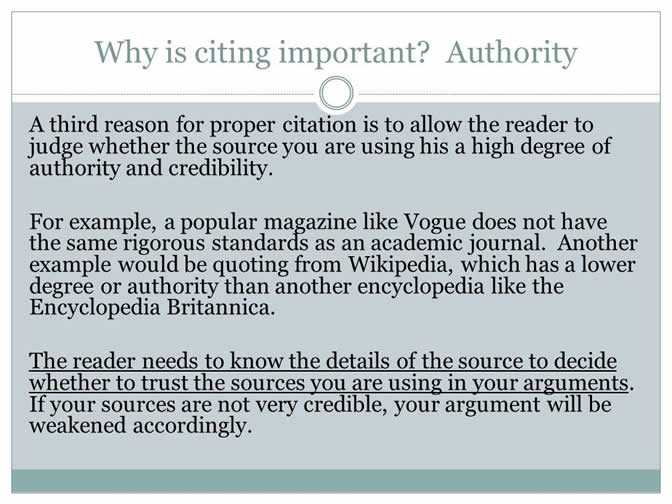 Why is citing important?  Authority
A third reason for proper citation is to allow the reader to
judge whether the source you are using his a high degree of
authority and credibility.
For example, a popular magazine like Vogue does not have
the same rigorous standards as an academic journal.  Another
example would be quoting from Wikipedia, which has a lower
degree or authority than another encyclopedia like the
Encyclopedia Britannica.
The reader needs to know the details of the source to decide
whether to trust the sources you are using in your arguments.
If your sources are not very credible, your argument will be
weakened accordingly.